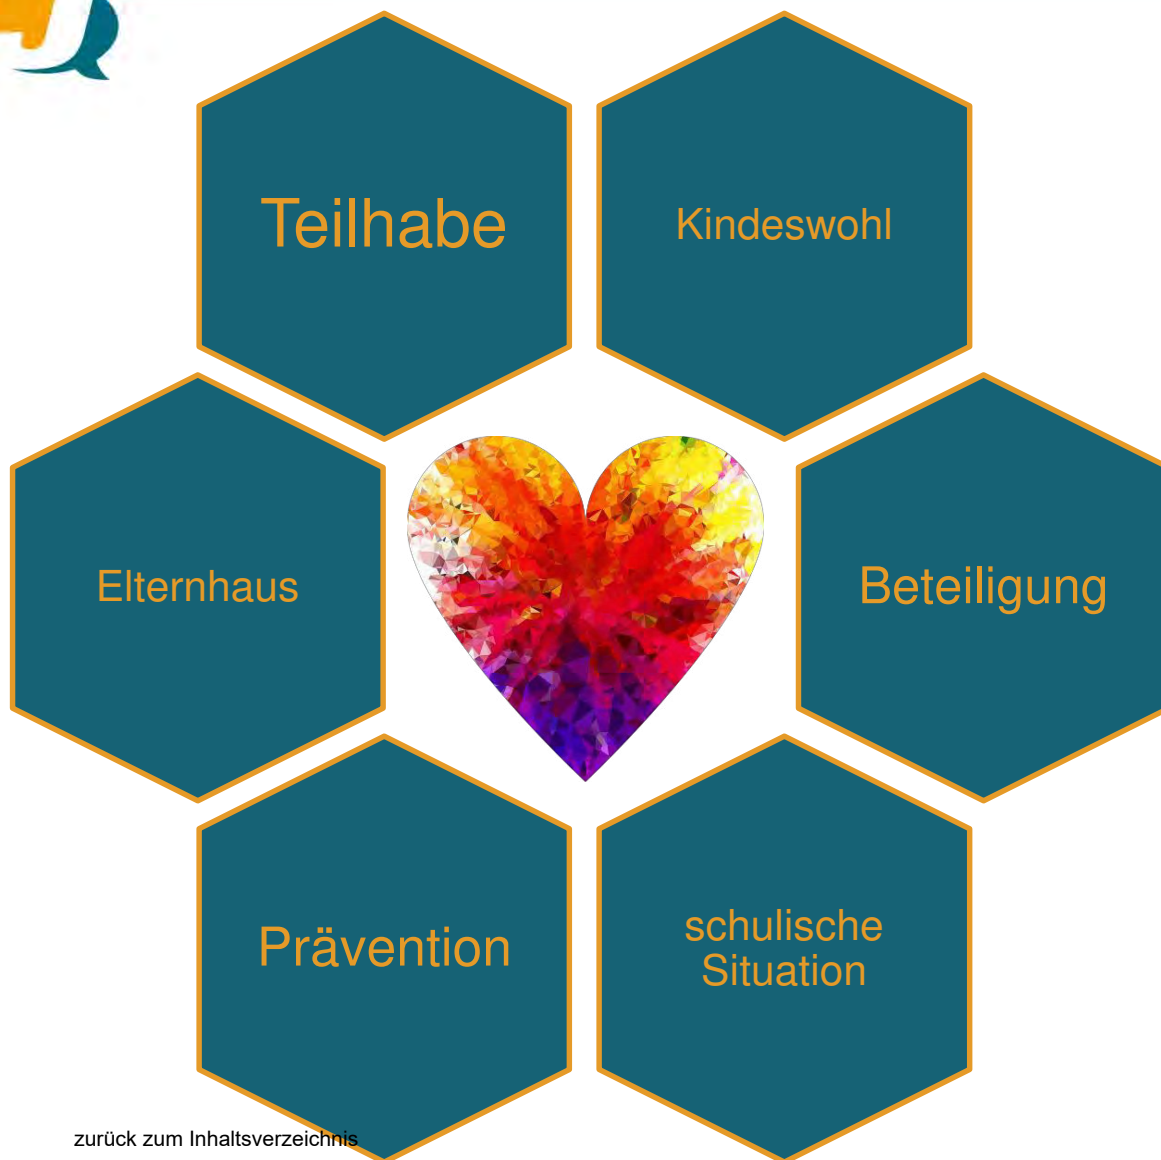 Teilhabe
Kindeswohl
Elternhaus
Beteiligung
Prävention
schulische
Situation
zurück zum Inhaltsverzeichnis